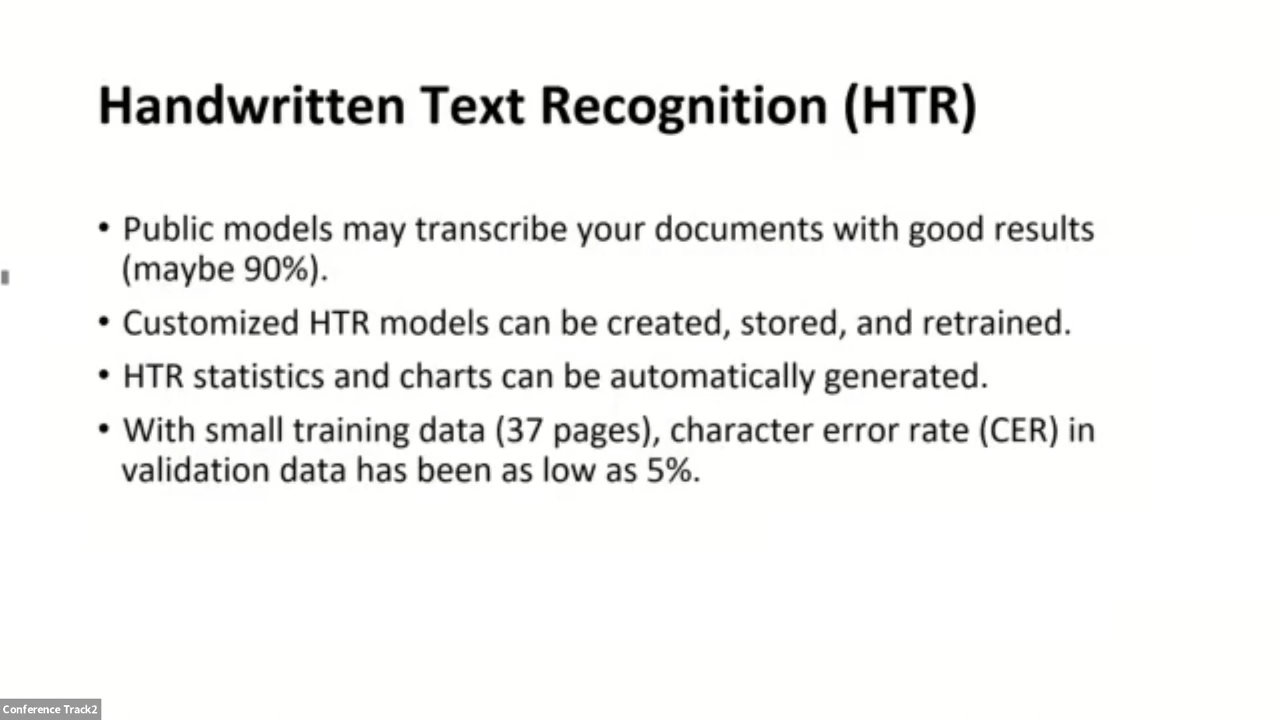 Handwritten Text Recognition (HTR)
• Public models may transcribe your documents with good results
(maybe 90%).
• Customized HTR models can be created, stored, and retrained.
• HTR statistics and charts can be automatically generated.
• With small training data (37 pages), character error rate (CER) in
validation data has been as low as 5%.
Conference Track2